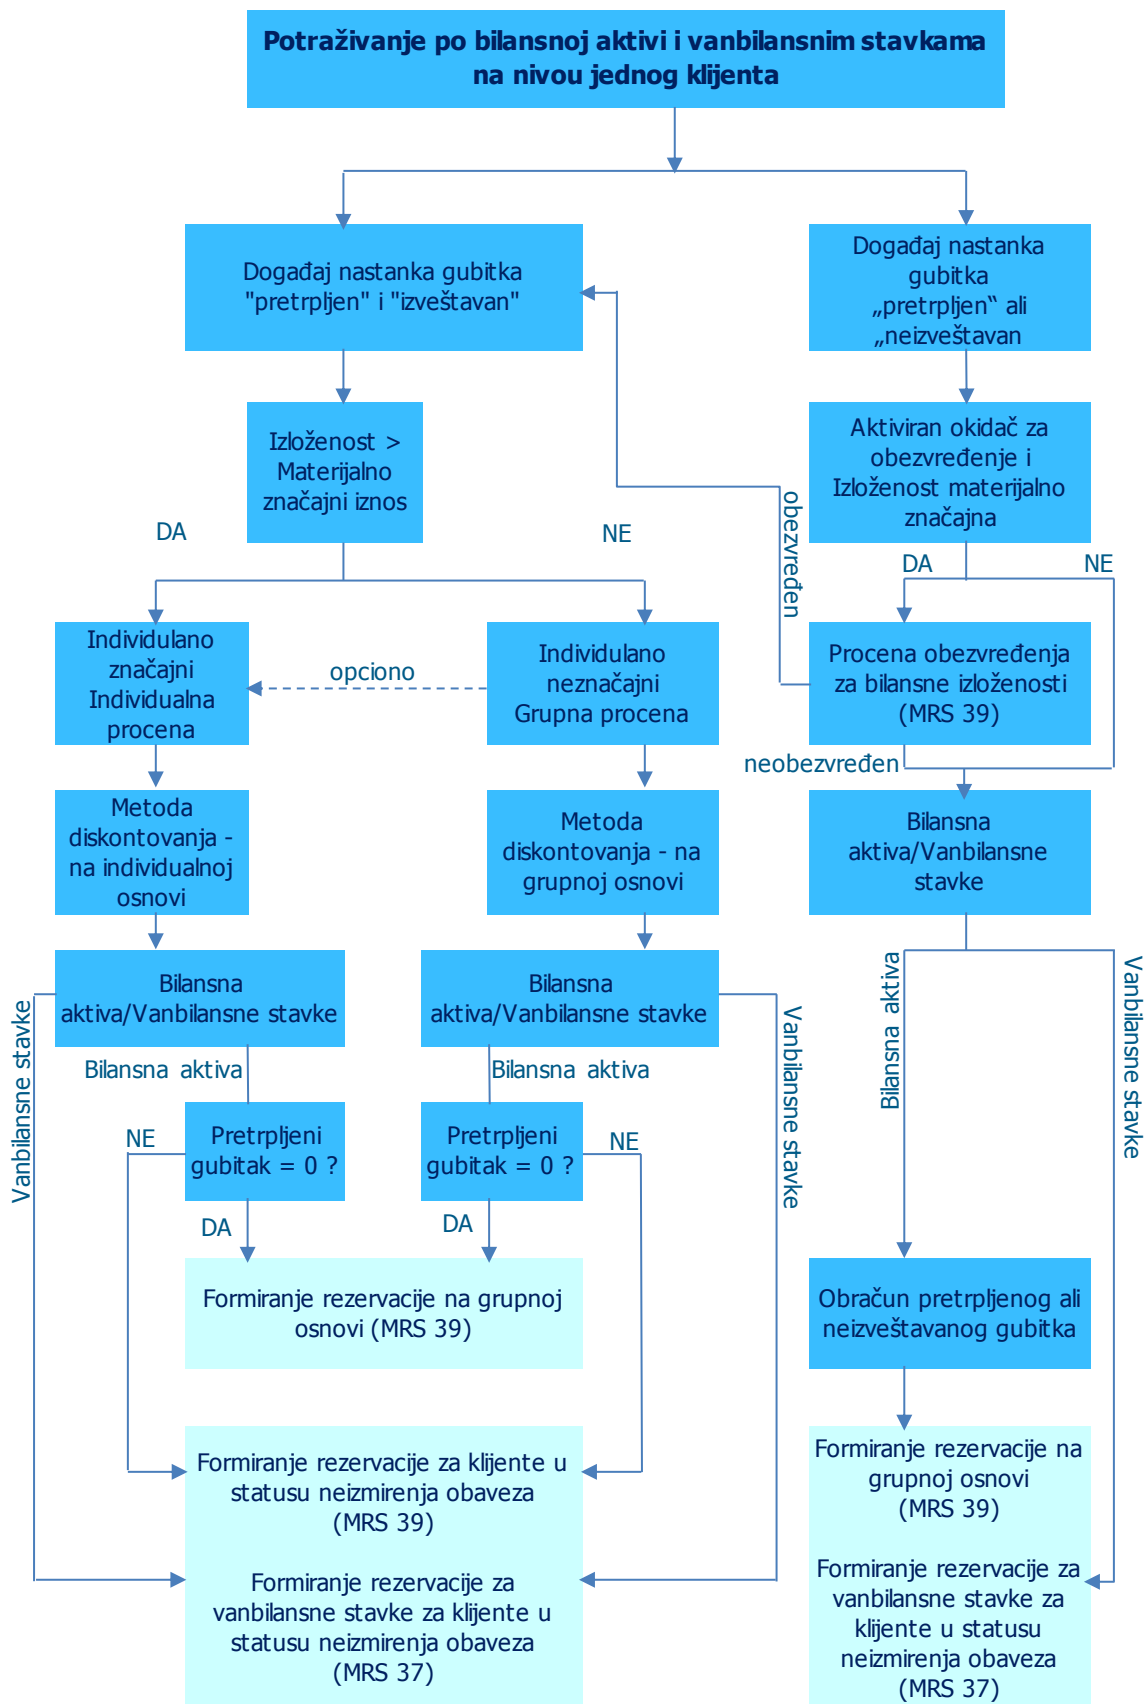 Potraživanje po bilansnoj aktivi i vanbilansnim stavkama
na nivou jednog klijenta
Događaj nastanka gubitka
"pretrpljen" i "izveštavan"
Događaj nastanka
gubitka
„pretrpljen“ ali
„neizveštavan
Izloženost >
Materijalno
značajni iznos
Aktiviran okidač za
obezvređenje i
Izloženost materijalno
značajna
DA
NE
obezvređen
DA
NE
Individulano
značajni
Individualna
procena
opciono
Individulano
neznačajni
Grupna procena
Procena obezvređenja
za bilansne izloženosti
(MRS 39)
neobezvređen
Metoda
diskontovanja -
na individualnoj
osnovi
Metoda
diskontovanja - na
grupnoj osnovi
Bilansna
aktiva/Vanbilansne
stavke
Bilansna
aktiva/Vanbilansne stavke
Bilansna
aktiva/Vanbilansne stavke
Vanbilansne stavke
Vanbilansne stavke
Bilansna aktiva
Vanbilansne stavke
Bilansna aktiva
Bilansna aktiva
NE
Pretrpljeni
gubitak = 0 ?
Pretrpljeni
gubitak = 0 ?
NE
DA
DA
Formiranje rezervacije na grupnoj
osnovi (MRS 39)
Obračun pretrpljenog ali
neizveštavanog gubitka
Formiranje rezervacije za klijente u
statusu neizmirenja obaveza
(MRS 39)
Formiranje rezervacije za
vanbilansne stavke za klijente u
statusu neizmirenja obaveza
(MRS 37)
Formiranje rezervacije na
grupnoj osnovi
(MRS 39)
Formiranje rezervacije za
vanbilansne stavke za
klijente u statusu
neizmirenja obaveza
(MRS 37)